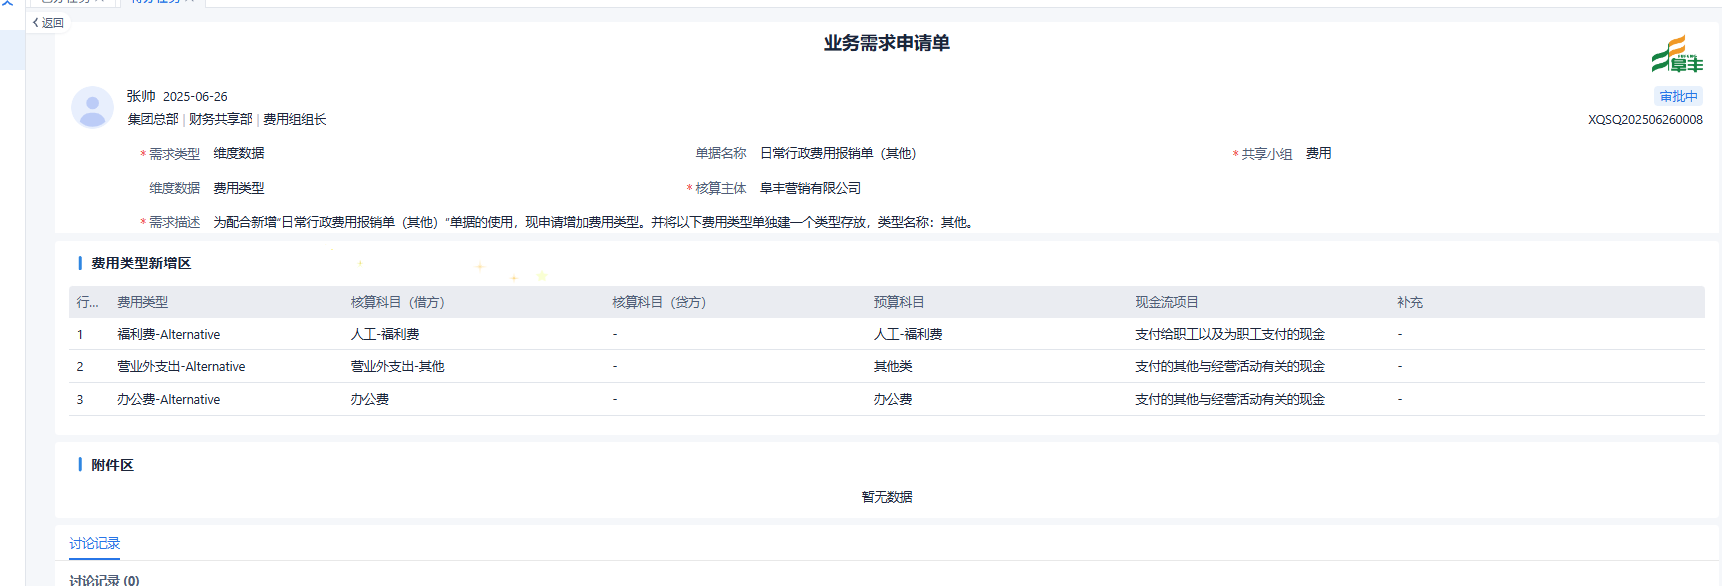 返回
业务需求申请单
阜丰
张帅 2025-06-26
审批中
集团总部 | 财务共享部 | 费用组组长
XQSQ202506260008
* 需求类型 维度数据 单据名称 日常行政费用报销单（其他） * 共享小组 费用
维度数据 费用类型 * 核算主体 阜丰营销有限公司
* 需求描述 为配合新增“日常行政费用报销单（其他）”单据的使用，现申请增加费用类型。并将以下费用类型单独建一个类型存放，类型名称：其他。
费用类型新增区
行... 费用类型 核算科目（借方） 核算科目（贷方） 预算科目 现金流项目 补充
1 福利费-Alternative 人工-福利费 - 人工-福利费 支付给职工以及为职工支付的现金 -
2 营业外支出-Alternative 营业外支出-其他 - 其他类 支付的其他与经营活动有关的现金 -
3 办公费-Alternative 办公费 - 办公费 支付的其他与经营活动有关的现金 -
附件区
暂无数据
讨论记录
讨论记录 (0)